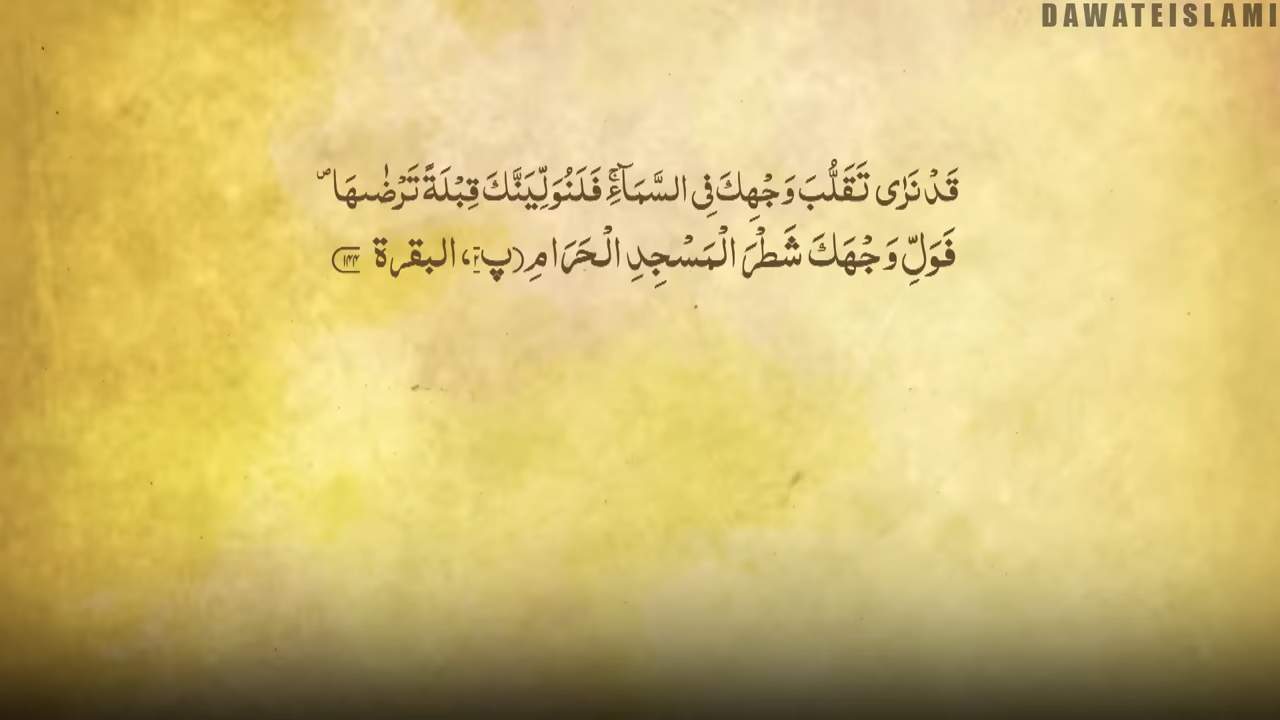 DAWATEISLAMI
قَدْ نَرٰی تَقَلُّبَ وَجْهِكَ فِی السَّمَآءِۚ فَلَنُوَلِّیَنَّكَ قِبْلَةً تَرْضٰىهَا۪
فَوَلِّ وَجْهَكَ شَطْرَ الْمَسْجِدِ الْحَرَامِ (پ۲، البقرة ۱۴۴)